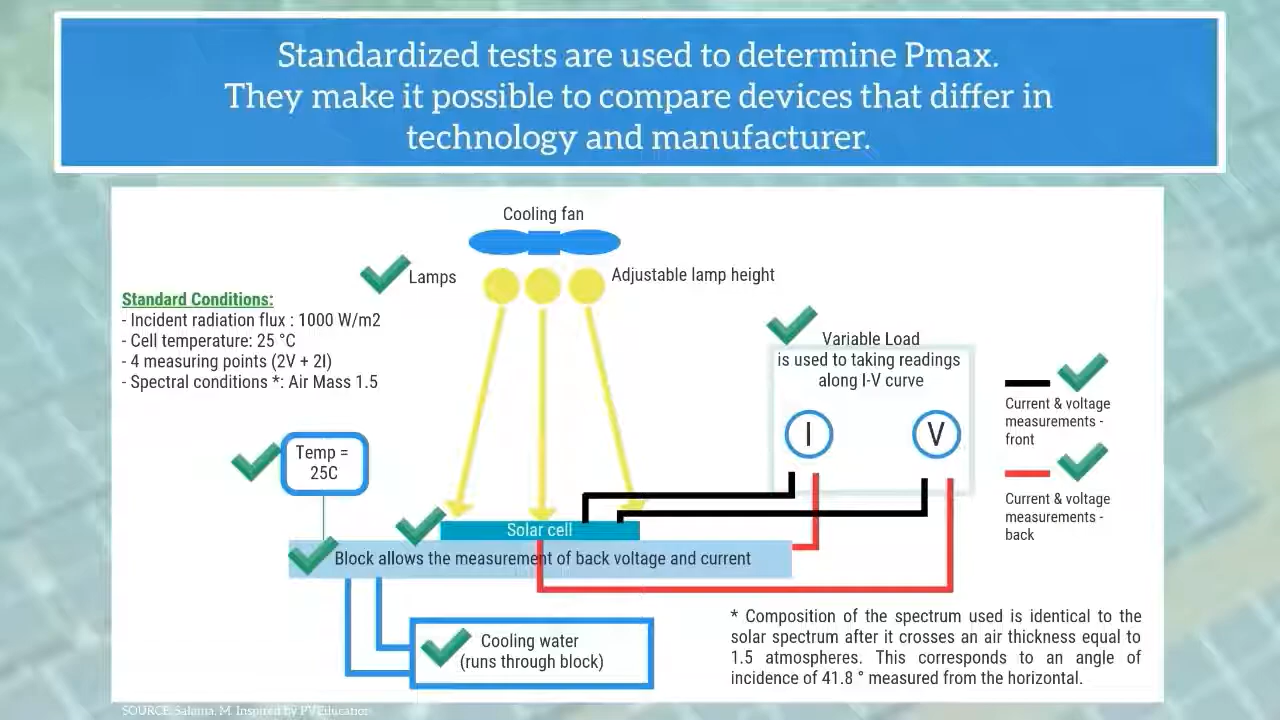 Standardized tests are used to determine Pmax.
They make it possible to compare devices that differ in
technology and manufacturer.
Cooling fan
Lamps
Adjustable lamp height
Standard Conditions:
- Incident radiation flux : 1000 W/m2
- Cell temperature: 25 °C
- 4 measuring points (2V + 2I)
- Spectral conditions *: Air Mass 1.5
Variable Load
is used to taking readings
along I-V curve
I
V
Current & voltage
measurements -
front
Current & voltage
measurements -
back
Temp =
25C
Solar cell
Block allows the measurement of back voltage and current
Cooling water
(runs through block)
* Composition of the spectrum used is identical to the
solar spectrum after it crosses an air thickness equal to
1.5 atmospheres. This corresponds to an angle of
incidence of 41.8 ° measured from the horizontal.
SOURCE: Salama, M. Inspired by PVEducation